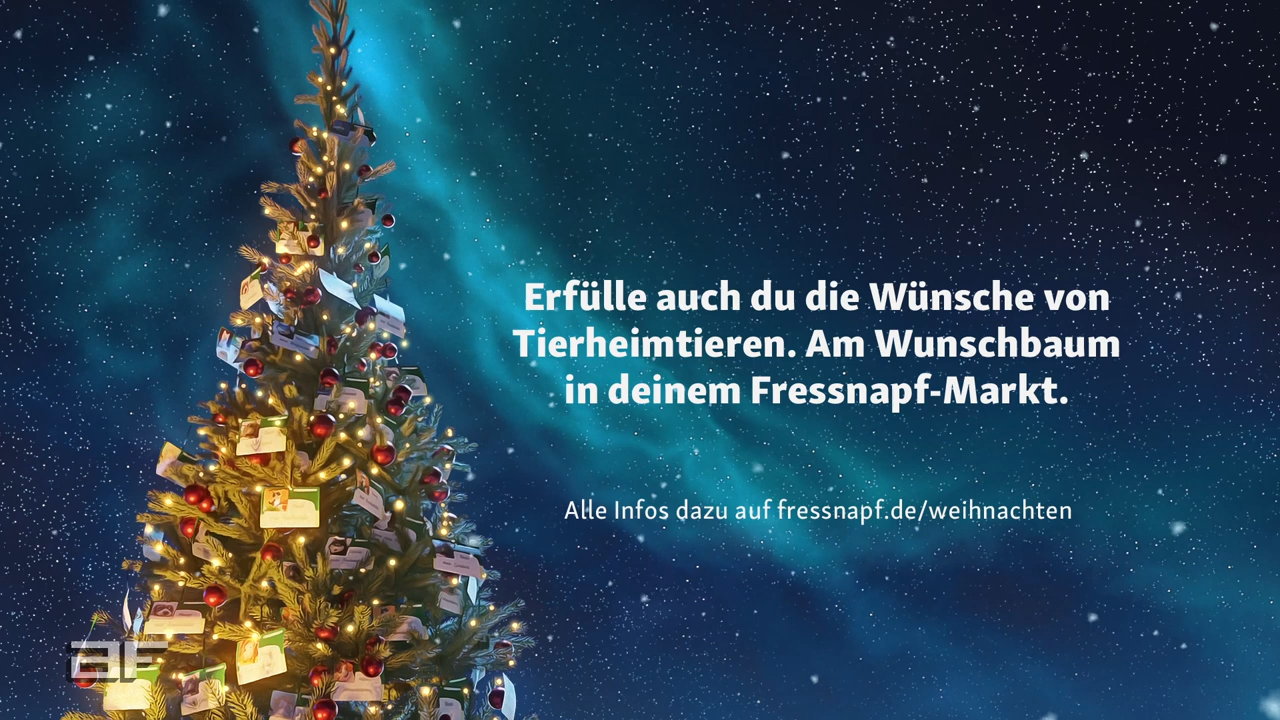 Erfülle auch du die Wünsche von
Tierheimtieren. Am Wunschbaum
in deinem Fressnapf-Markt.
Alle Infos dazu auf fressnapf.de/weihnachten